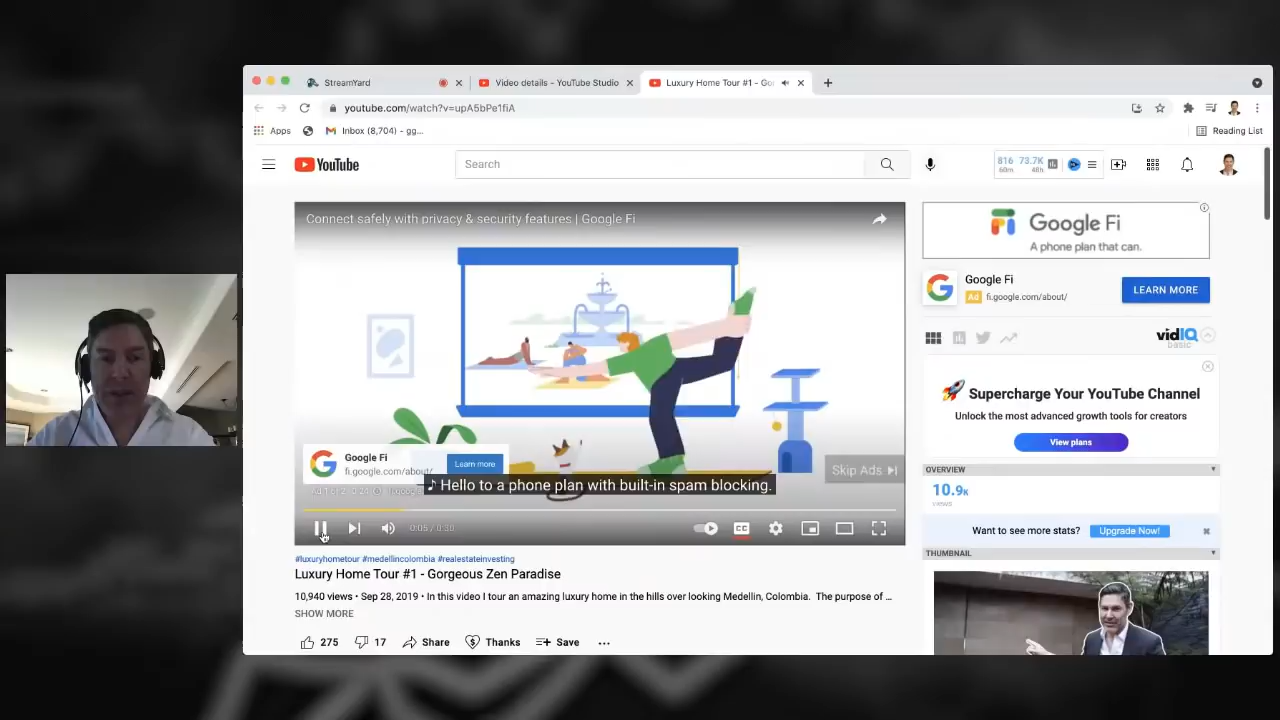 StreamYard
Video details - YouTube Studio
Luxury Home Tour #1 - Go
youtube.com/watch?v=upA5bPe1fiA
Apps
Inbox (8,704) - gg...
Reading List
YouTube
Search
816 73.7K
60m 48h
Connect safely with privacy & security features | Google Fi
Google Fi
fi.google.com/about/
Learn more
Skip Ads
♪ Hello to a phone plan with built-in spam blocking.
0:05 / 0:30
CC
#luxuryhometour #medellincolombia #realestateinvesting
Luxury Home Tour #1 - Gorgeous Zen Paradise
10,940 views • Sep 28, 2019 • In this video I tour an amazing luxury home in the hills over looking Medellin, Colombia. The purpose of ...
SHOW MORE
275
17
Share
Thanks
Save
Google Fi
A phone plan that can.
Google Fi
Ad fi.google.com/about/
LEARN MORE
vidIQ
basic
Supercharge Your YouTube Channel
Unlock the most advanced growth tools for creators
View plans
OVERVIEW
10.9K
VIEWS
Want to see more stats? Upgrade Now!
THUMBNAIL